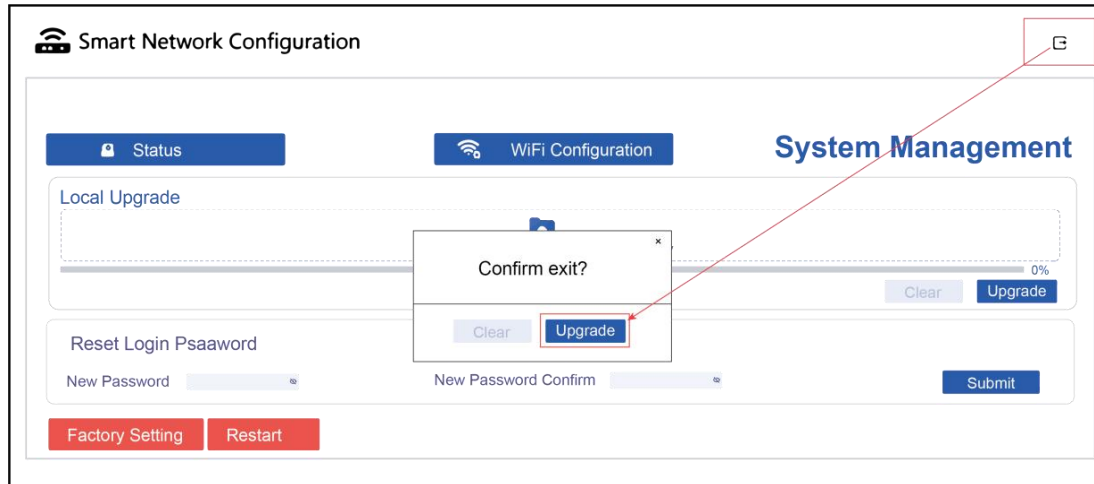 Smart Network Configuration
Status
WiFi Configuration
System Management
Local Upgrade
0%
Clear
Upgrade
Confirm exit?
×
Clear
Upgrade
Reset Login Psaaword
New Password
New Password Confirm
Submit
Factory Setting
Restart